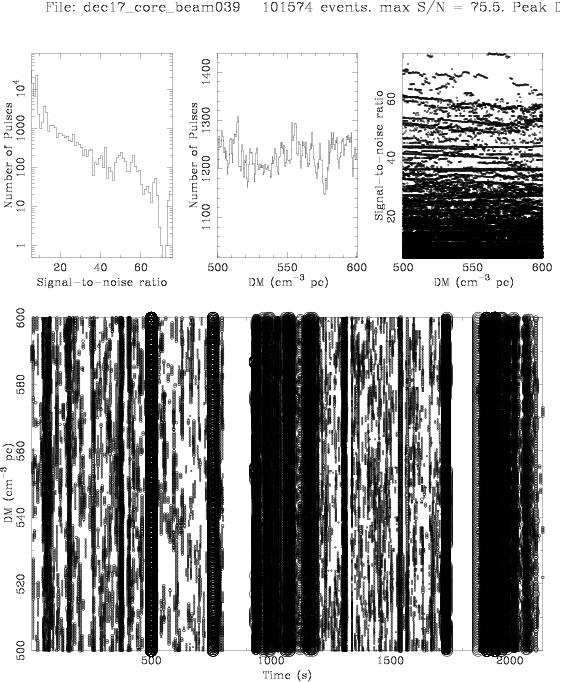 File: dec17_core_beam039 101574 events. max S/N = 75.5. Peak D
Number of Pulses
1 10 100 1000 10⁴
20 40 60
Signal−to−noise ratio
Number of Pulses
1100 1200 1300 1400
500 550 600
DM (cm⁻³ pc)
Signal−to−noise ratio
20 40 60
500 550 600
DM (cm⁻³ pc)
DM (cm⁻³ pc)
500 520 540 560 580 600
500 1000 1500 2000
Time (s)